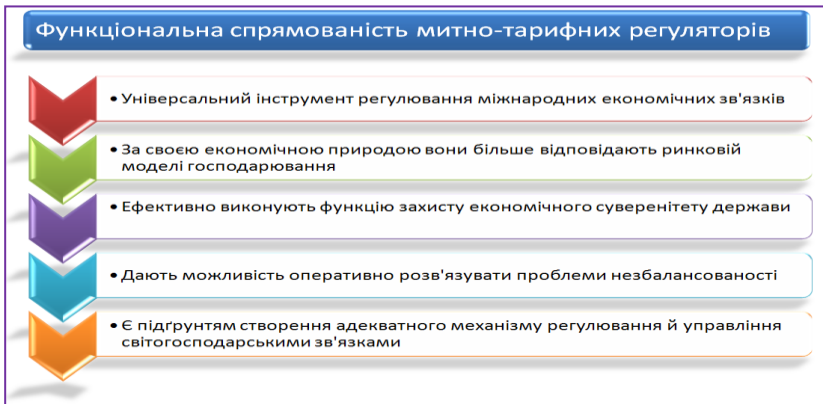 Функціональна спрямованість митно-тарифних регуляторів
• Універсальний інструмент регулювання міжнародних економічних зв'язків
• За своєю економічною природою вони більше відповідають ринковій
моделі господарювання
• Ефективно виконують функцію захисту економічного суверенітету держави
• Дають можливість оперативно розв'язувати проблеми незбалансованості
• Є підґрунтям створення адекватного механізму регулювання й управління
світогосподарськими зв'язками